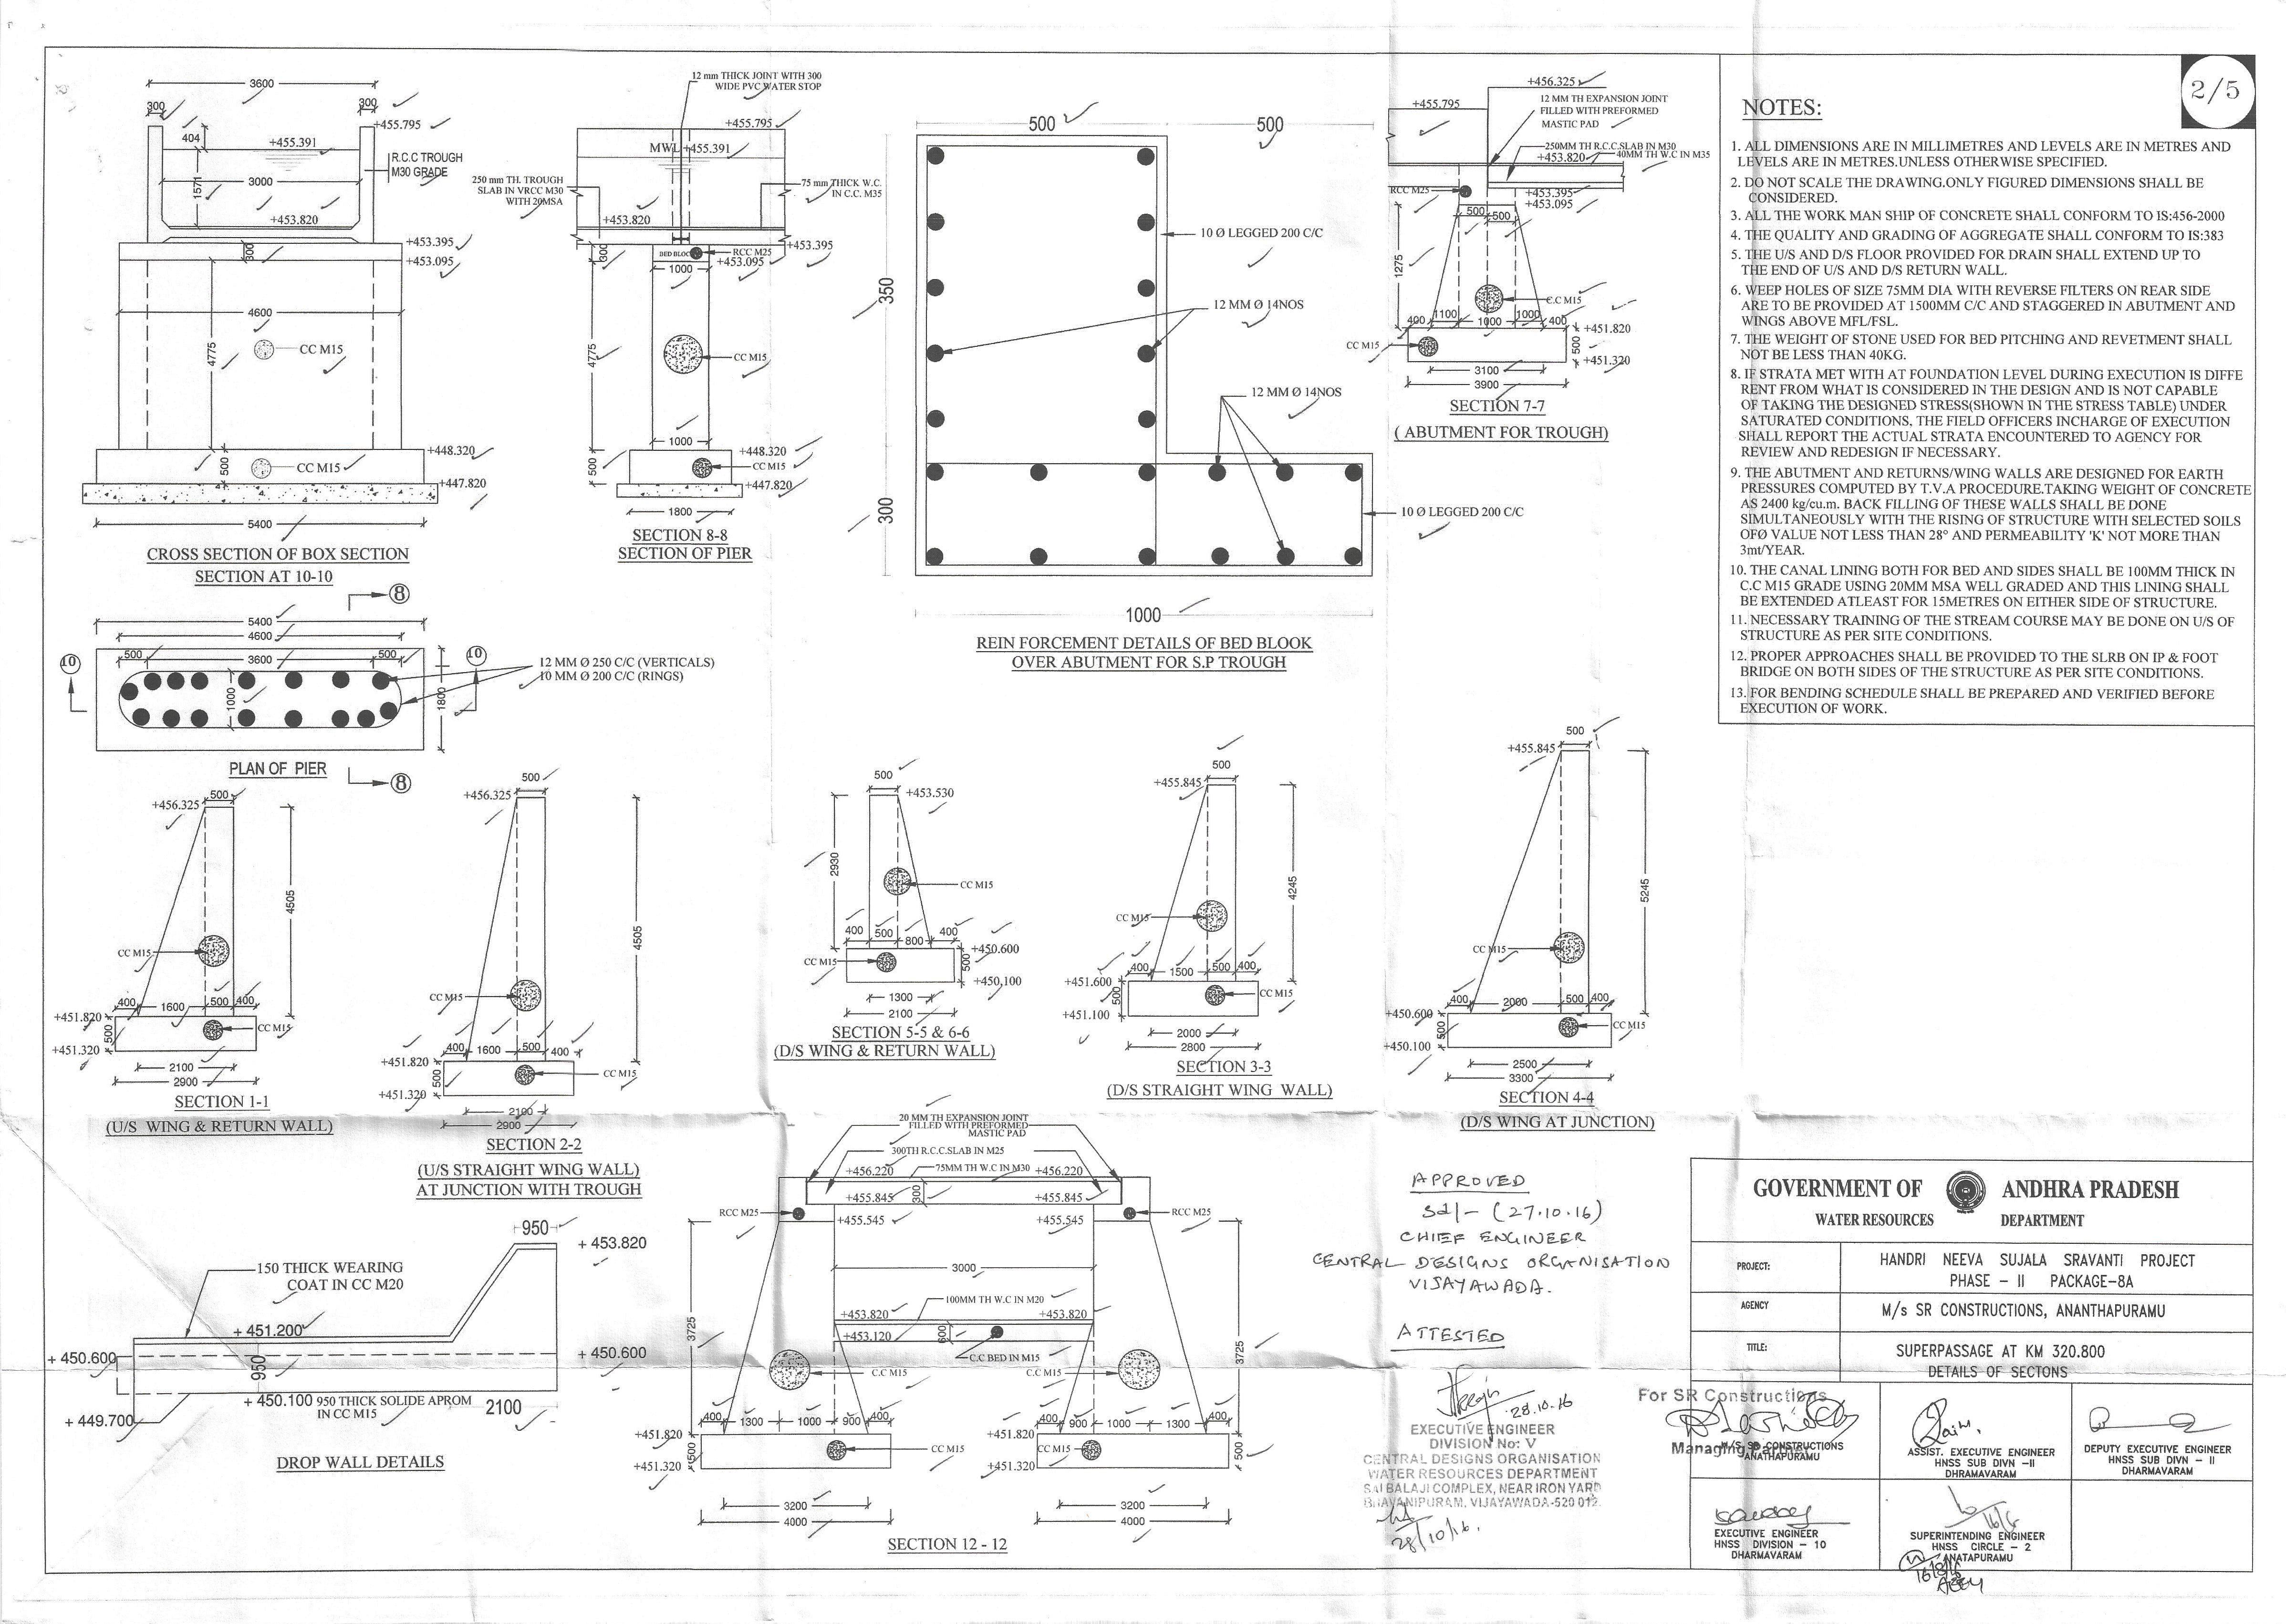 2/5
3600
300
300
404
+455.795
+455.391
R.C.C TROUGH
M30 GRADE
3000
1571
+453.820
300
+453.395
+453.095
4600
CC M15
4775
+448.320
500
CC M15
+447.820
5400
CROSS SECTION OF BOX SECTION
SECTION AT 10-10
12 mm THICK JOINT WITH 300
WIDE PVC WATER STOP
+455.795
MWL +455.391
250 mm TH. TROUGH
SLAB IN VRCC M30
WITH 20MSA
75 mm THICK W.C.
IN C.C. M35
+453.820
+453.395
300
BED BLOCK
RCC M25
+453.095
1000
4775
CC M15
1000
+448.320
500
CC M15
+447.820
1800
SECTION 8-8
SECTION OF PIER
500
500
10 Ø LEGGED 200 C/C
350
12 MM Ø 14NOS
12 MM Ø 14NOS
300
10 Ø LEGGED 200 C/C
1000
REIN FORCEMENT DETAILS OF BED BLOOK
OVER ABUTMENT FOR S.P TROUGH
+456.325
+455.795
12 MM TH EXPANSION JOINT
FILLED WITH PREFORMED
MASTIC PAD
250MM TH R.C.C.SLAB IN M30
+453.820
40MM TH W.C IN M35
RCC M25
+453.395
+453.095
500
500
1275
C.C M15
400
1100
1000
1000
400
+451.820
CC M15
500
+451.320
3100
3900
SECTION 7-7
( ABUTMENT FOR TROUGH)
NOTES:
1. ALL DIMENSIONS ARE IN MILLIMETRES AND LEVELS ARE IN METRES AND
LEVELS ARE IN METRES.UNLESS OTHERWISE SPECIFIED.
2. DO NOT SCALE THE DRAWING.ONLY FIGURED DIMENSIONS SHALL BE
CONSIDERED.
3. ALL THE WORK MAN SHIP OF CONCRETE SHALL CONFORM TO IS:456-2000
4. THE QUALITY AND GRADING OF AGGREGATE SHALL CONFORM TO IS:383
5. THE U/S AND D/S FLOOR PROVIDED FOR DRAIN SHALL EXTEND UP TO
THE END OF U/S AND D/S RETURN WALL.
6. WEEP HOLES OF SIZE 75MM DIA WITH REVERSE FILTERS ON REAR SIDE
ARE TO BE PROVIDED AT 1500MM C/C AND STAGGERED IN ABUTMENT AND
WINGS ABOVE MFL/FSL.
7. THE WEIGHT OF STONE USED FOR BED PITCHING AND REVETMENT SHALL
NOT BE LESS THAN 40KG.
8. IF STRATA MET WITH AT FOUNDATION LEVEL DURING EXECUTION IS DIFFE
RENT FROM WHAT IS CONSIDERED IN THE DESIGN AND IS NOT CAPABLE
OF TAKING THE DESIGNED STRESS(SHOWN IN THE STRESS TABLE) UNDER
SATURATED CONDITIONS, THE FIELD OFFICERS INCHARGE OF EXECUTION
SHALL REPORT THE ACTUAL STRATA ENCOUNTERED TO AGENCY FOR
REVIEW AND REDESIGN IF NECESSARY.
9. THE ABUTMENT AND RETURNS/WING WALLS ARE DESIGNED FOR EARTH
PRESSURES COMPUTED BY T.V.A PROCEDURE.TAKING WEIGHT OF CONCRETE
AS 2400 kg/cu.m. BACK FILLING OF THESE WALLS SHALL BE DONE
SIMULTANEOUSLY WITH THE RISING OF STRUCTURE WITH SELECTED SOILS
OFØ VALUE NOT LESS THAN 28° AND PERMEABILITY 'K' NOT MORE THAN
3mt/YEAR.
10. THE CANAL LINING BOTH FOR BED AND SIDES SHALL BE 100MM THICK IN
C.C M15 GRADE USING 20MM MSA WELL GRADED AND THIS LINING SHALL
BE EXTENDED ATLEAST FOR 15METRES ON EITHER SIDE OF STRUCTURE.
11. NECESSARY TRAINING OF THE STREAM COURSE MAY BE DONE ON U/S OF
STRUCTURE AS PER SITE CONDITIONS.
12. PROPER APPROACHES SHALL BE PROVIDED TO THE SLRB ON IP & FOOT
BRIDGE ON BOTH SIDES OF THE STRUCTURE AS PER SITE CONDITIONS.
13. FOR BENDING SCHEDULE SHALL BE PREPARED AND VERIFIED BEFORE
EXECUTION OF WORK.
8
5400
4600
10
500
3600
500
10
12 MM Ø 250 C/C (VERTICALS)
10 MM Ø 200 C/C (RINGS)
1000
1800
PLAN OF PIER
8
500
+456.325
4505
CC M15
400
1600
500
400
+451.820
500
CC M15
+451.320
2100
2900
SECTION 1-1
(U/S WING & RETURN WALL)
500
+456.325
4505
CC M15
400
1600
500
400
+451.820
500
CC M15
+451.320
2100
2900
SECTION 2-2
(U/S STRAIGHT WING WALL)
AT JUNCTION WITH TROUGH
500
+453.530
2930
CC M15
400
500
800
400
+450.600
CC M15
500
+450.100
1300
2100
SECTION 5-5 & 6-6
(D/S WING & RETURN WALL)
500
+455.845
4245
CC M15
400
1500
500
400
+451.600
500
CC M15
+451.100
2000
2800
SECTION 3-3
(D/S STRAIGHT WING WALL)
500
+455.845
5245
CC M15
400
2000
500
400
+450.600
500
CC M15
+450.100
2500
3300
SECTION 4-4
(D/S WING AT JUNCTION)
950
+ 453.820
150 THICK WEARING
COAT IN CC M20
+ 451.200
+ 450.600
950
+ 450.600
+ 450.100 950 THICK SOLIDE APROM
IN CC M15
2100
+ 449.700
DROP WALL DETAILS
20 MM TH EXPANSION JOINT
FILLED WITH PREFORMED
MASTIC PAD
300TH R.C.C.SLAB IN M25
+456.220
75MM TH W.C IN M30
+456.220
+455.845
300
+455.845
RCC M25
RCC M25
+455.545
+455.545
3000
3725
3725
100MM TH W.C IN M20
+453.820
+453.820
+453.120
600
C.C BED IN M15
C.C M15
C.C M15
400
1300
1000
900
400
400
900
1000
1300
400
+451.820
+451.820
500
CC M15
CC M15
500
+451.320
+451.320
3200
3200
4000
4000
SECTION 12 - 12
APPROVED
Sd/- (27.10.16)
CHIEF ENGINEER
CENTRAL DESIGNS ORGANISATION
VIJAYAWADA.
ATTESTED
28.10.16
EXECUTIVE ENGINEER
DIVISION No: V
CENTRAL DESIGNS ORGANISATION
WATER RESOURCES DEPARTMENT
SAI BALAJI COMPLEX, NEAR IRON YARD
BHAVANIPURAM, VIJAYAWADA-520 012.
28/10/16.
GOVERNMENT OF ANDHRA PRADESH
WATER RESOURCES DEPARTMENT
PROJECT:
HANDRI NEEVA SUJALA SRAVANTI PROJECT
PHASE - II PACKAGE-8A
AGENCY
M/s SR CONSTRUCTIONS, ANANTHAPURAMU
TITLE:
SUPERPASSAGE AT KM 320.800
DETAILS OF SECTONS
For SR Constructions
Managing Partner
M/S SR CONSTRUCTIONS
ANATHAPURAMU
ASSIST. EXECUTIVE ENGINEER
HNSS SUB DIVN -II
DHRAMAVARAM
DEPUTY EXECUTIVE ENGINEER
HNSS SUB DIVN - II
DHARMAVARAM
EXECUTIVE ENGINEER
HNSS DIVISION - 10
DHARMAVARAM
SUPERINTENDING ENGINEER
HNSS CIRCLE - 2
ANATAPURAMU